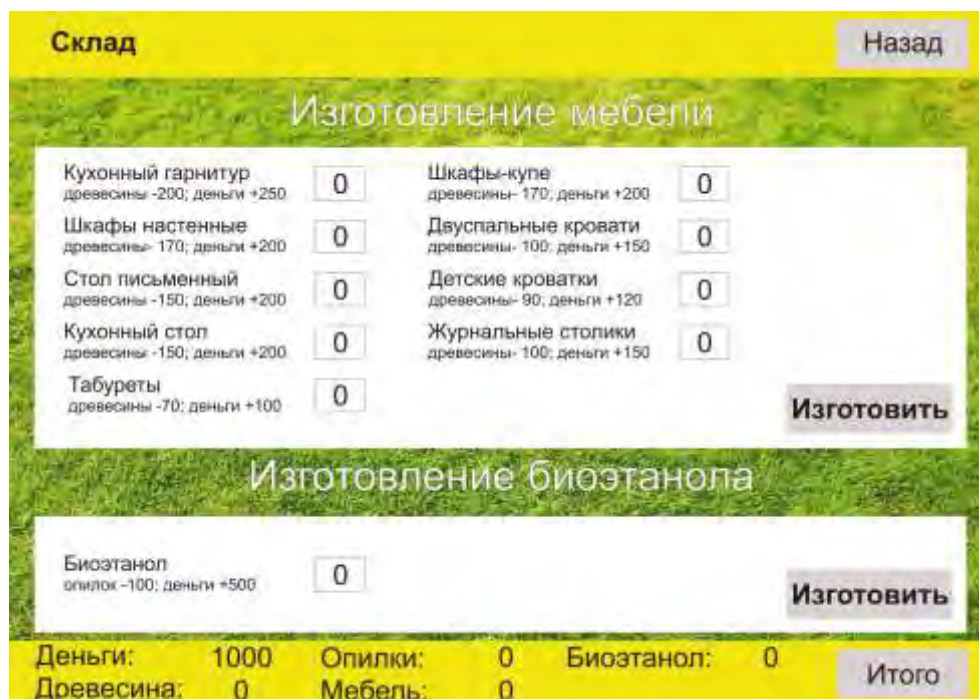 Склад
Назад
Изготовление мебели
Кухонный гарнитур
древесины -200; деньги +250
0
Шкафы-купе
древесины- 170; деньги +200
0
Шкафы настенные
древесины- 170; деньги +200
0
Двуспальные кровати
древесины- 100; деньги +150
0
Стол письменный
древесины -150; деньги +200
0
Детские кроватки
древесины- 90; деньги +120
0
Кухонный стол
древесины -150; деньги +200
0
Журнальные столики
древесины- 100; деньги +150
0
Табуреты
древесины -70; деньги +100
0
Изготовить
Изготовление биоэтанола
Биоэтанол
опилок -100; деньги +500
0
Изготовить
Деньги: 1000 Опилки: 0 Биоэтанол: 0
Древесина: 0 Мебель: 0
Итого